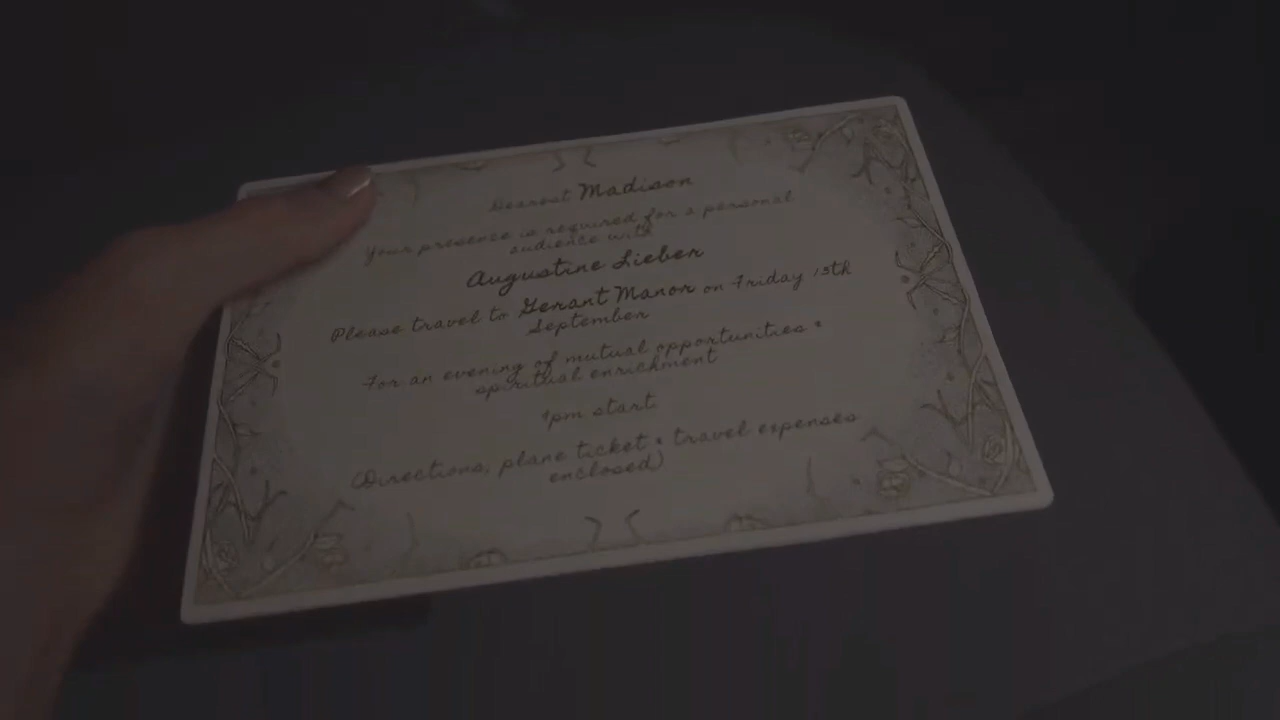 Dearest Madison
Your presence is required for a personal
audience with
Augustine Lieber
Please travel to Gerant Manor on Friday 13th
September
For an evening of mutual opportunities &
spiritual enrichment
1pm start
(Directions, plane ticket & travel expenses
enclosed)